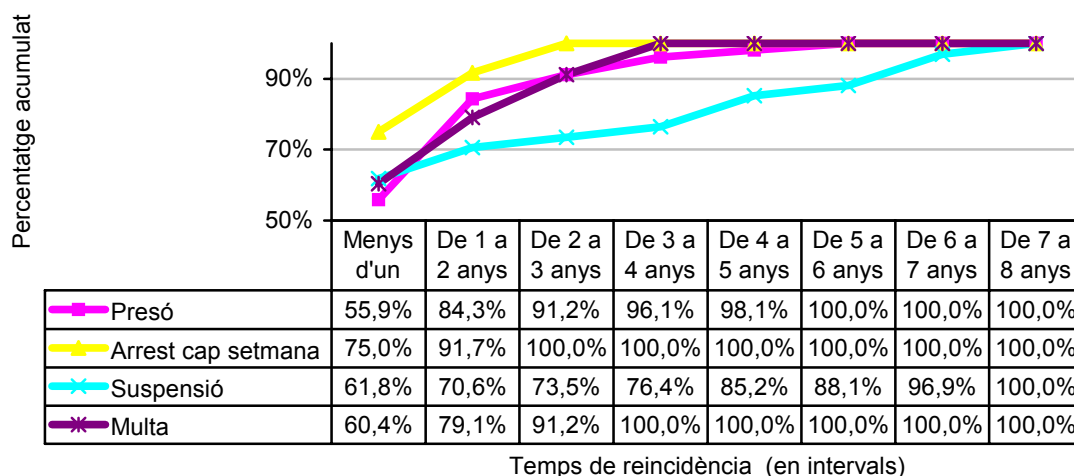 Percentatge acumulat
90%
70%
50%
Menys d'un | De 1 a 2 anys | De 2 a 3 anys | De 3 a 4 anys | De 4 a 5 anys | De 5 a 6 anys | De 6 a 7 anys | De 7 a 8 anys
Presó 55,9% 84,3% 91,2% 96,1% 98,1% 100,0% 100,0% 100,0%
Arrest cap setmana 75,0% 91,7% 100,0% 100,0% 100,0% 100,0% 100,0% 100,0%
Suspensió 61,8% 70,6% 73,5% 76,4% 85,2% 88,1% 96,9% 100,0%
Multa 60,4% 79,1% 91,2% 100,0% 100,0% 100,0% 100,0% 100,0%
Temps de reincidència (en intervals)